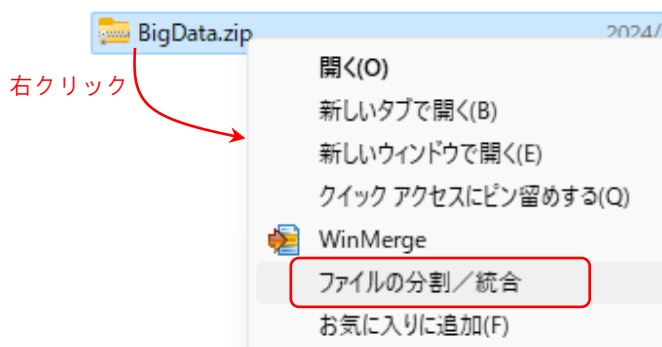 BigData.zip 2024/
右クリック
開く(O)
新しいタブで開く(B)
新しいウィンドウで開く(E)
クイック アクセスにピン留めする(Q)
WinMerge
ファイルの分割／統合
お気に入りに追加(F)